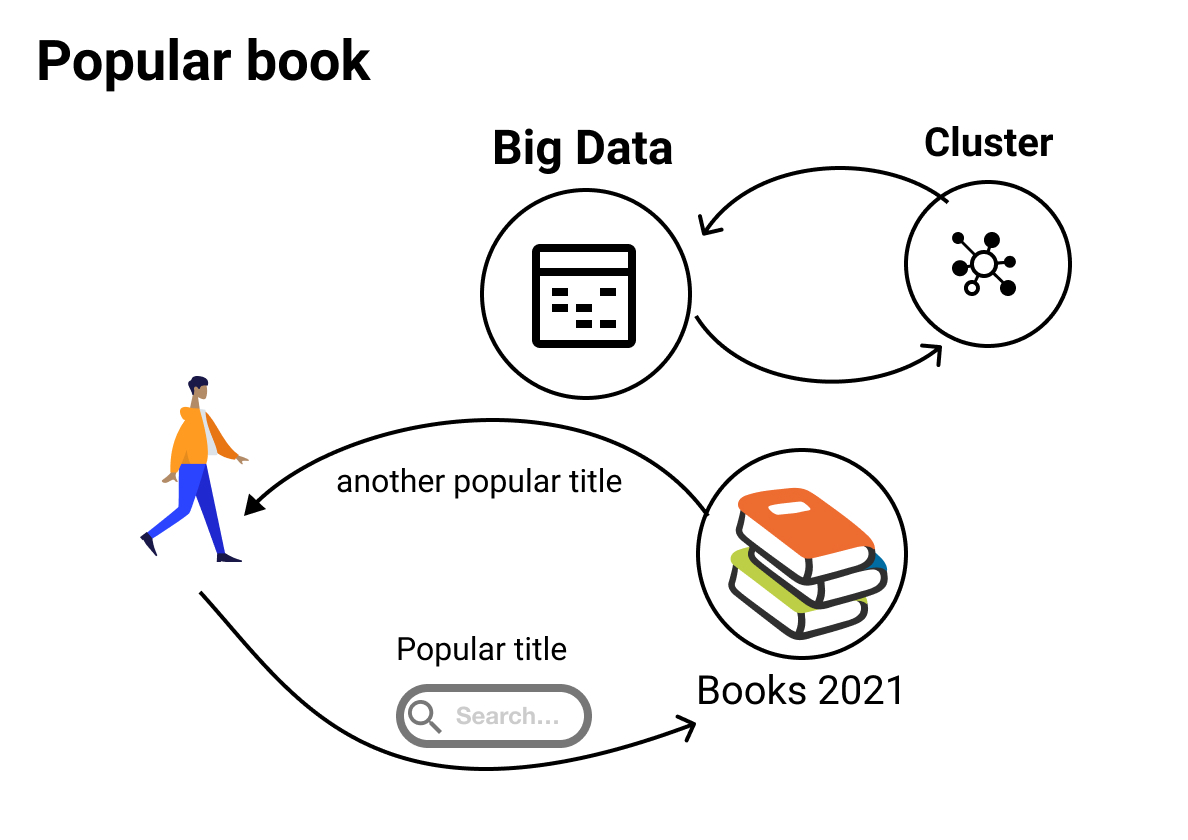 Popular book
Big Data
Cluster
another popular title
Popular title
Search...
Books 2021